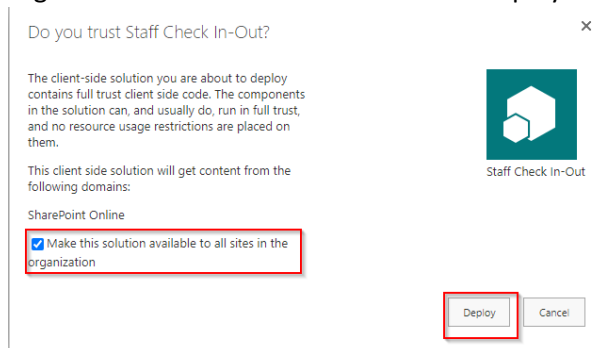 Do you trust Staff Check In-Out?
The client-side solution you are about to deploy
contains full trust client side code. The components
in the solution can, and usually do, run in full trust,
and no resource usage restrictions are placed on
them.
This client side solution will get content from the
following domains:
SharePoint Online
Make this solution available to all sites in the
organization
Staff Check In-Out
Deploy
Cancel